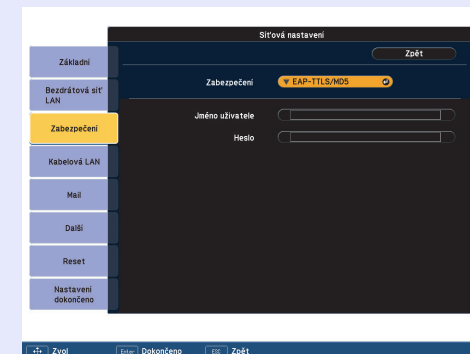 Síťová nastavení
Zpět
Základní
Bezdrátová síť
LAN
Zabezpečení
Kabelová LAN
Mail
Další
Reset
Nastavení
dokončeno
Zabezpečení EAP-TTLS/MD5
Jméno uživatele
Heslo
Zvol Enter Dokončeno ESC Zpět